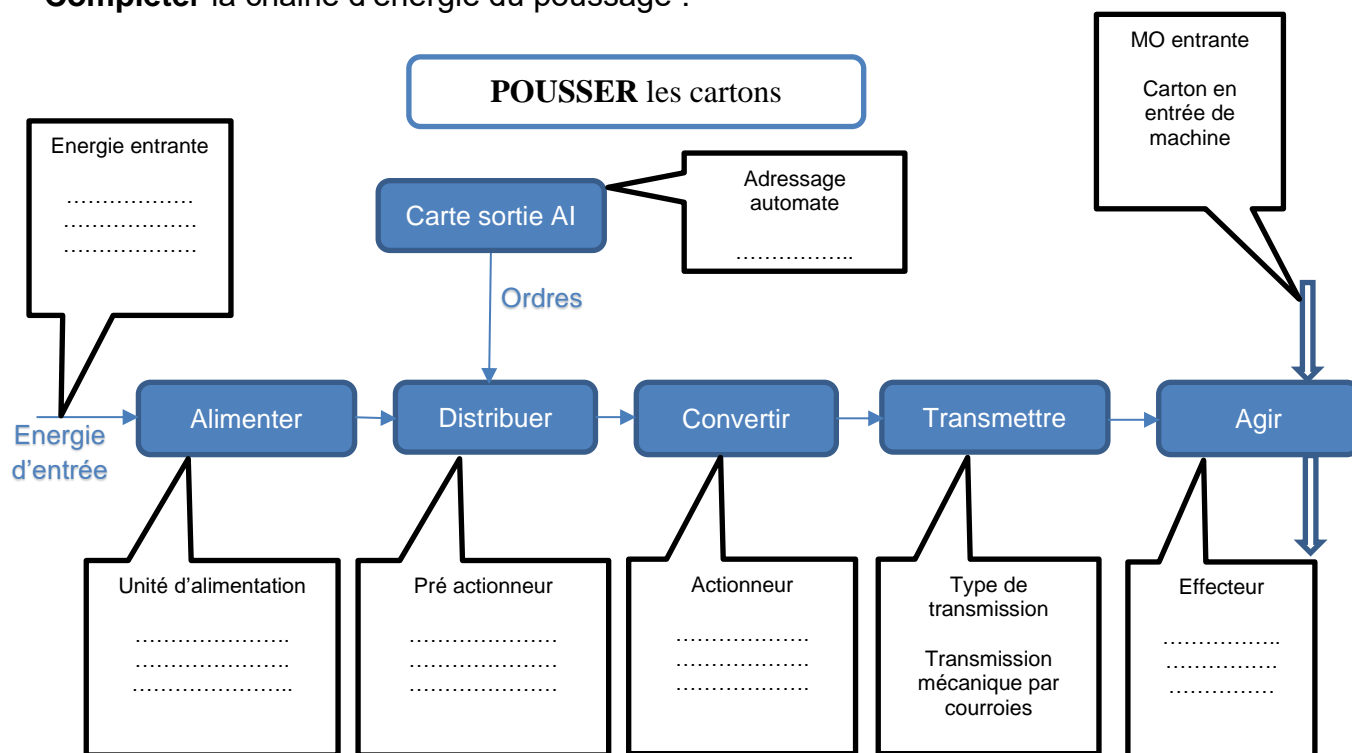 Compléter la chaîne d'énergie du poussage :
POUSSER les cartons
MO entrante
Carton en
entrée de
machine
Energie entrante
………………
……………….
……………….
Carte sortie AI
Adressage
automate
……………..
Ordres
Energie
d'entrée
Alimenter
Distribuer
Convertir
Transmettre
Agir
Unité d'alimentation
………………….
………………….
…………………..
Pré actionneur
…………………
…………………
…………………
Actionneur
……………….
……………….
……………….
Type de
transmission
Transmission
mécanique par
courroies
Effecteur
……………..
…………….
……………